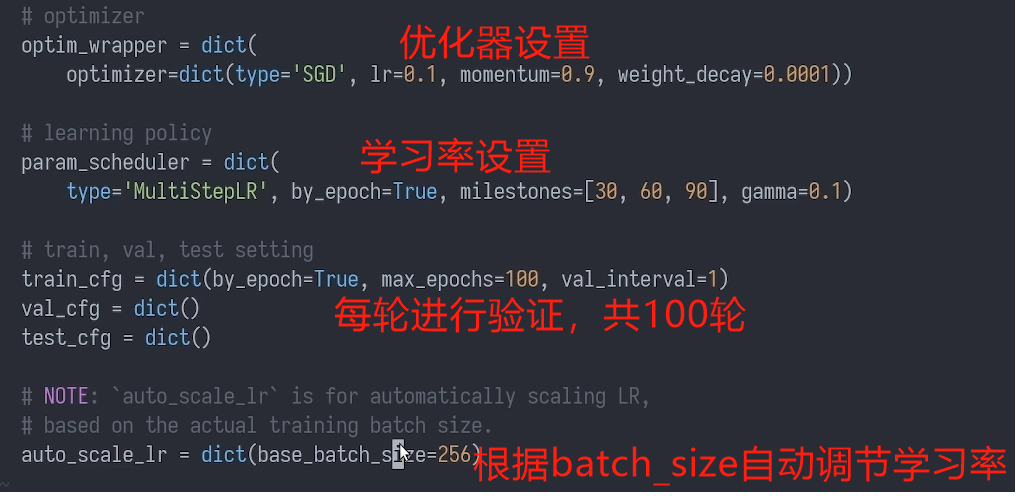 # optimizer
optim_wrapper = dict(
优化器设置
optimizer=dict(type='SGD', lr=0.1, momentum=0.9, weight_decay=0.0001))
# learning policy
param_scheduler = dict(
学习率设置
type='MultiStepLR', by_epoch=True, milestones=[30, 60, 90], gamma=0.1)
# train, val, test setting
train_cfg = dict(by_epoch=True, max_epochs=100, val_interval=1)
val_cfg = dict()
每轮进行验证，共100轮
test_cfg = dict()
# NOTE: `auto_scale_lr` is for automatically scaling LR,
# based on the actual training batch size.
auto_scale_lr = dict(base_batch_size=256)
根据batch_size自动调节学习率
~